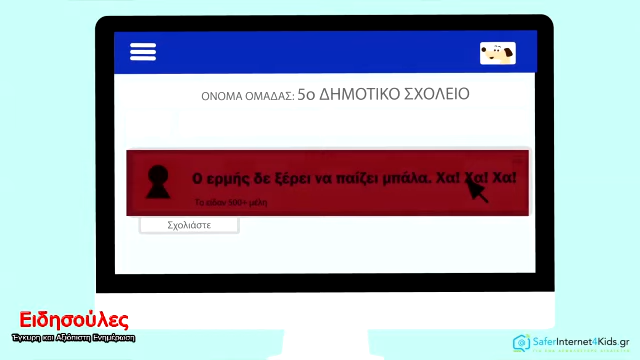 ΟΝΟΜΑ ΟΜΑΔΑΣ: 5ο ΔΗΜΟΤΙΚΟ ΣΧΟΛΕΙΟ
Ο ερμής δε ξέρει να παίζει μπάλα. Χα! Χα! Χα!
Το είδαν 500+ μέλη
Σχολιάστε
Ειδησούλες
Έγκυρη και Αξιόπιστη Ενημέρωση
SaferInternet4Kids.gr